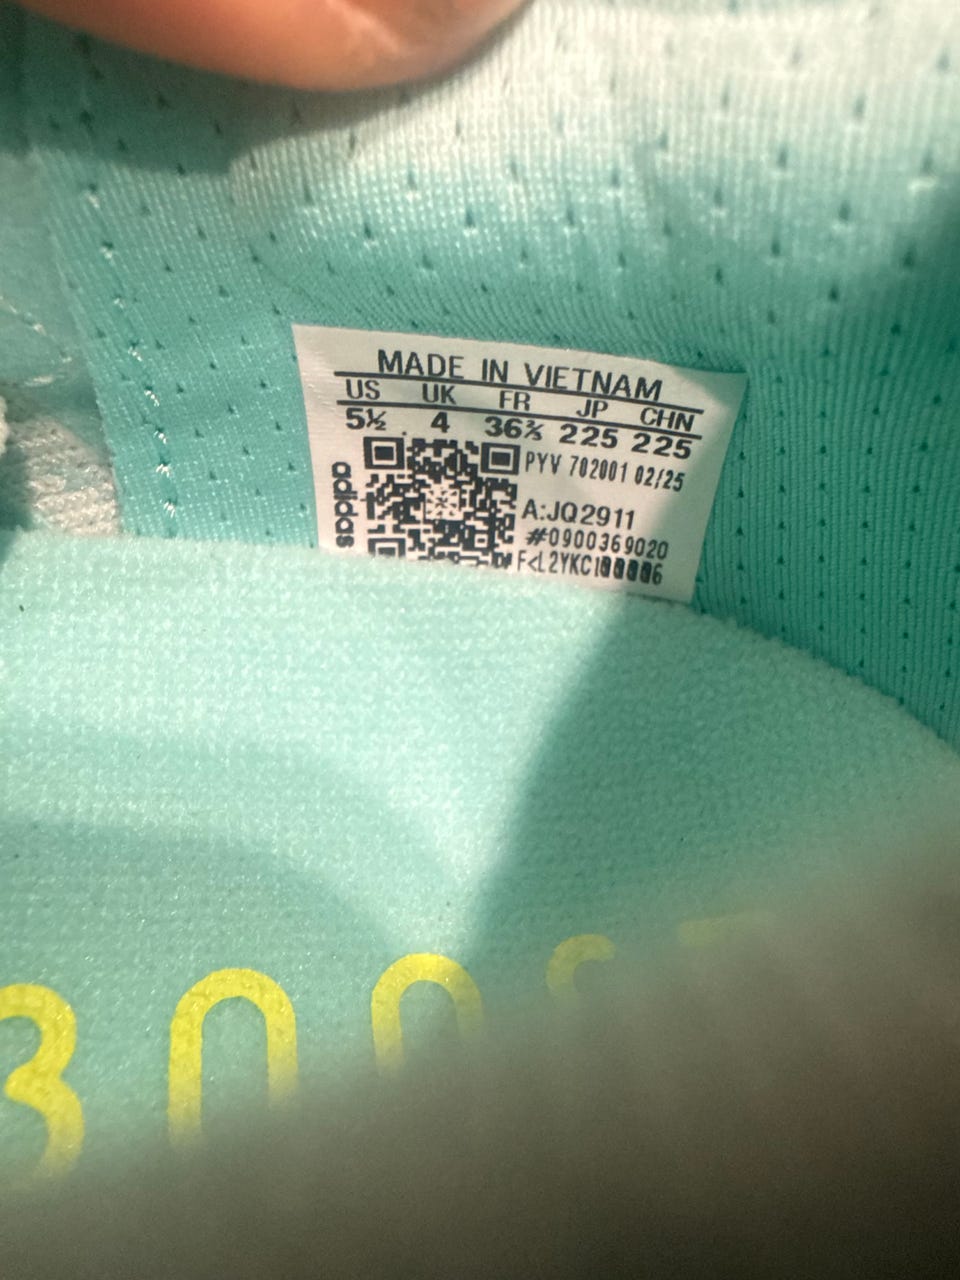 MADE IN VIETNAM
US UK FR JP CHN
5½ 4 36⅔ 225 225
PYV 702001 02/25
adidas
A:JQ2911
#0900369020
BOOST